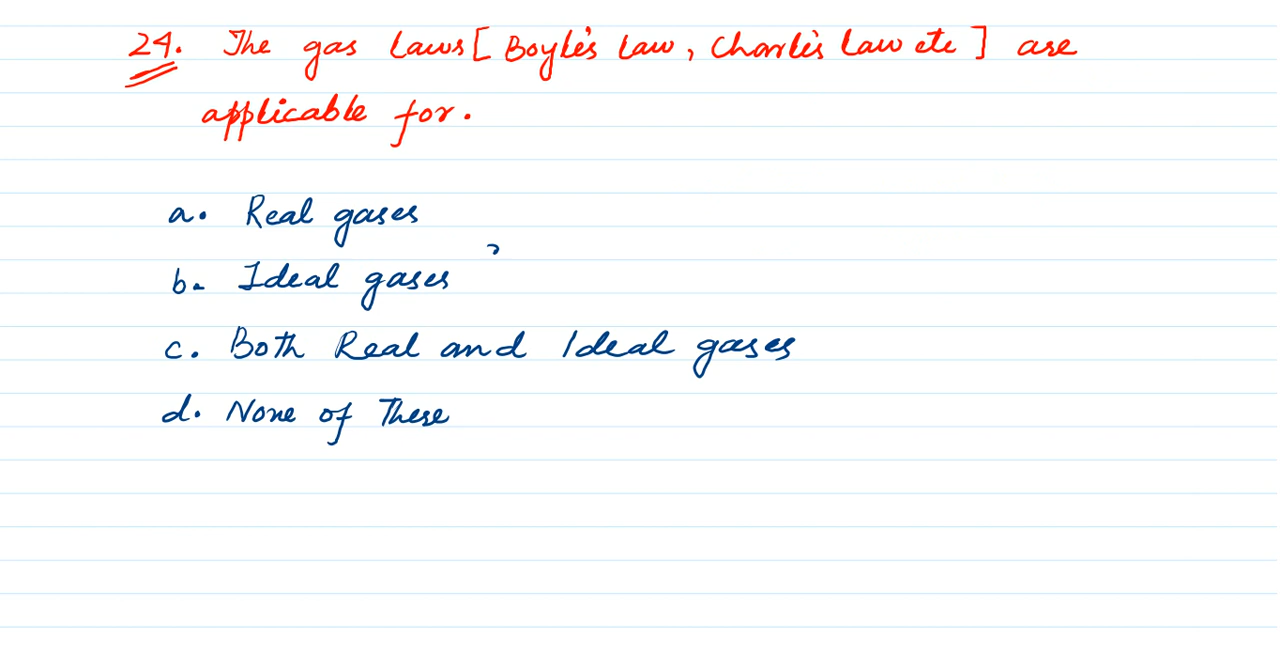 24. The gas laws [Boyle's law, Charle's law etc] are
applicable for.
a. Real gases
b. Ideal gases
c. Both Real and Ideal gases
d. None of These